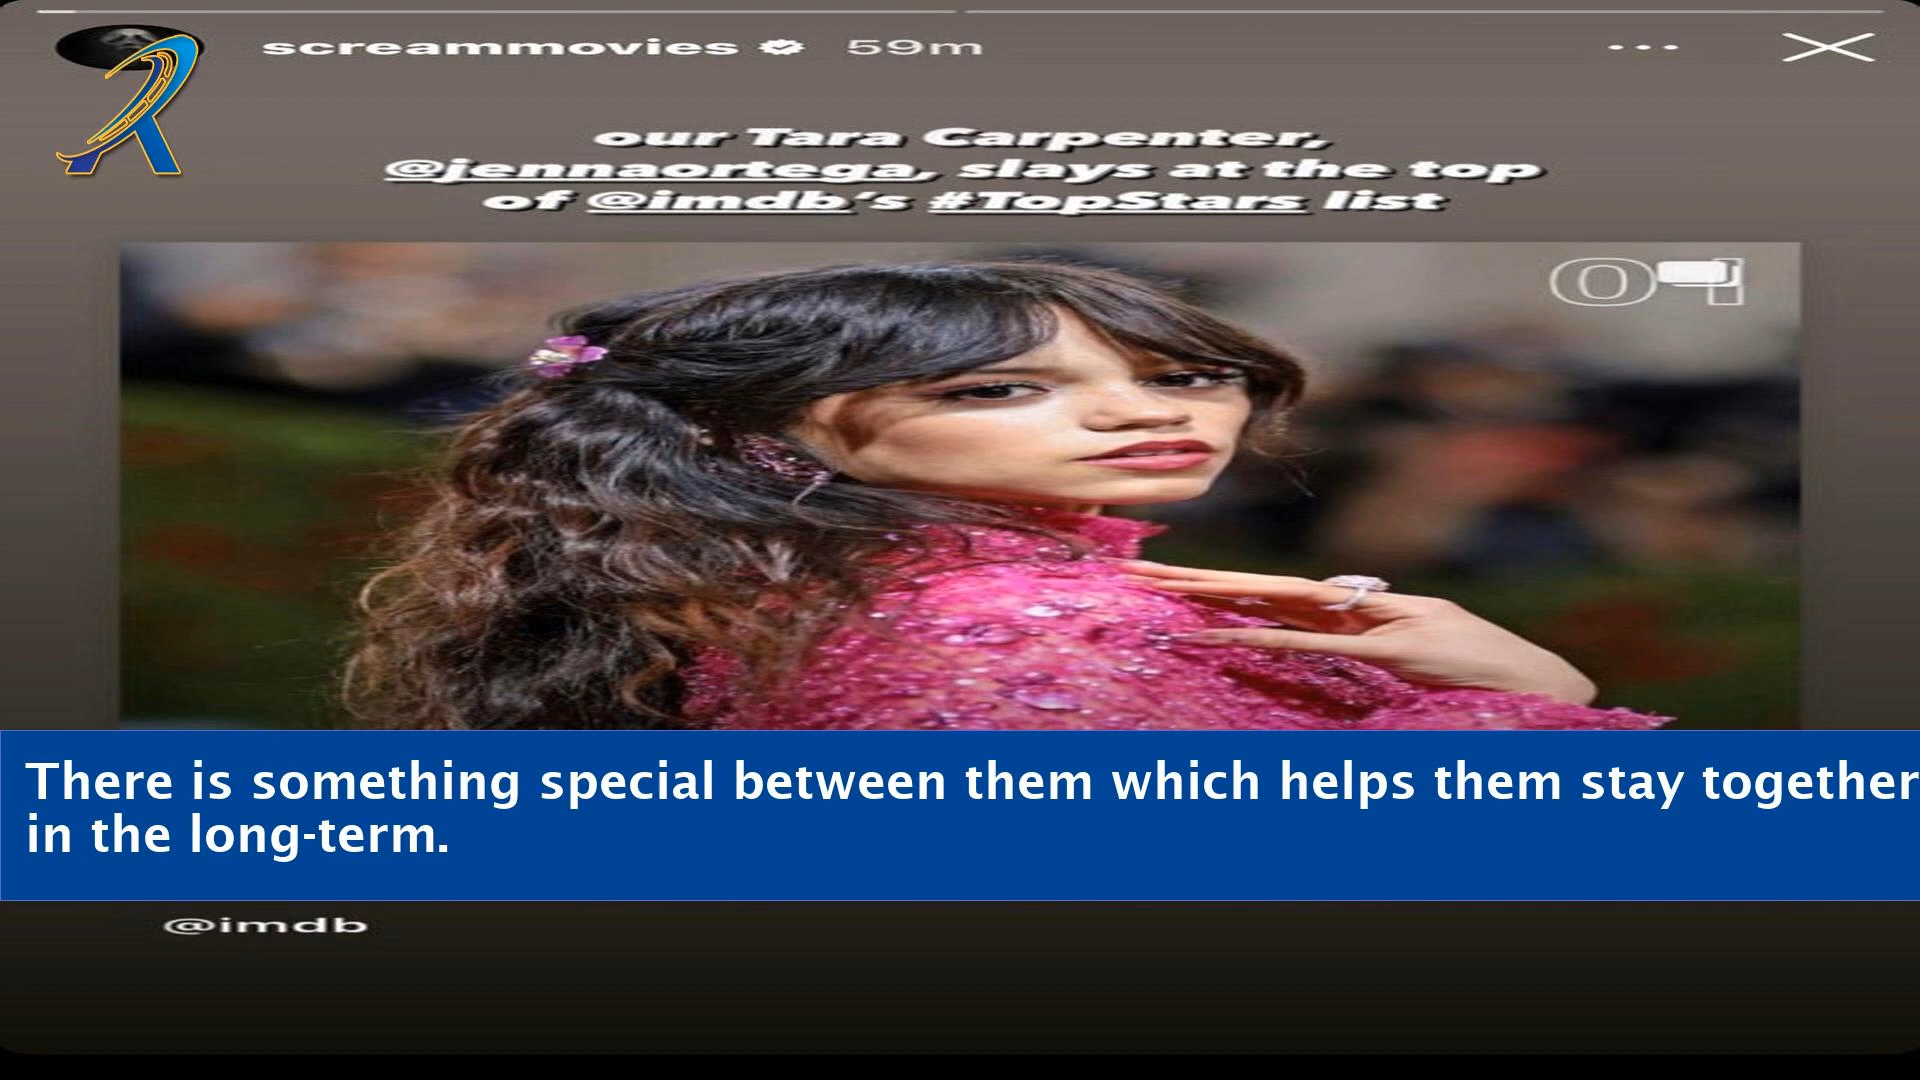 screammovies 59m
our Tara Carpenter,
@jennaortega, slays at the top
of @imdb's #TopStars list
There is something special between them which helps them stay together
in the long-term.
@imdb